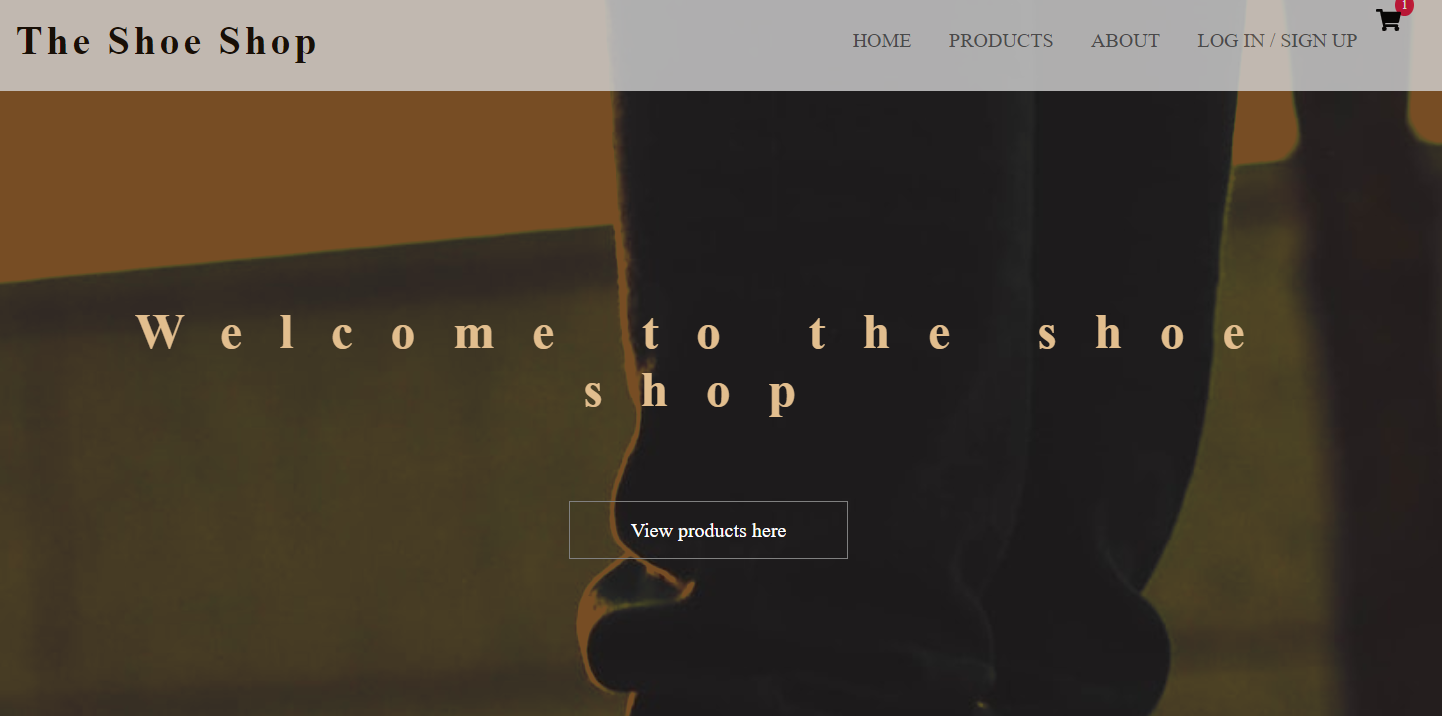 The Shoe Shop
HOME PRODUCTS ABOUT LOG IN / SIGN UP 1
Welcome to the shoe
shop
View products here